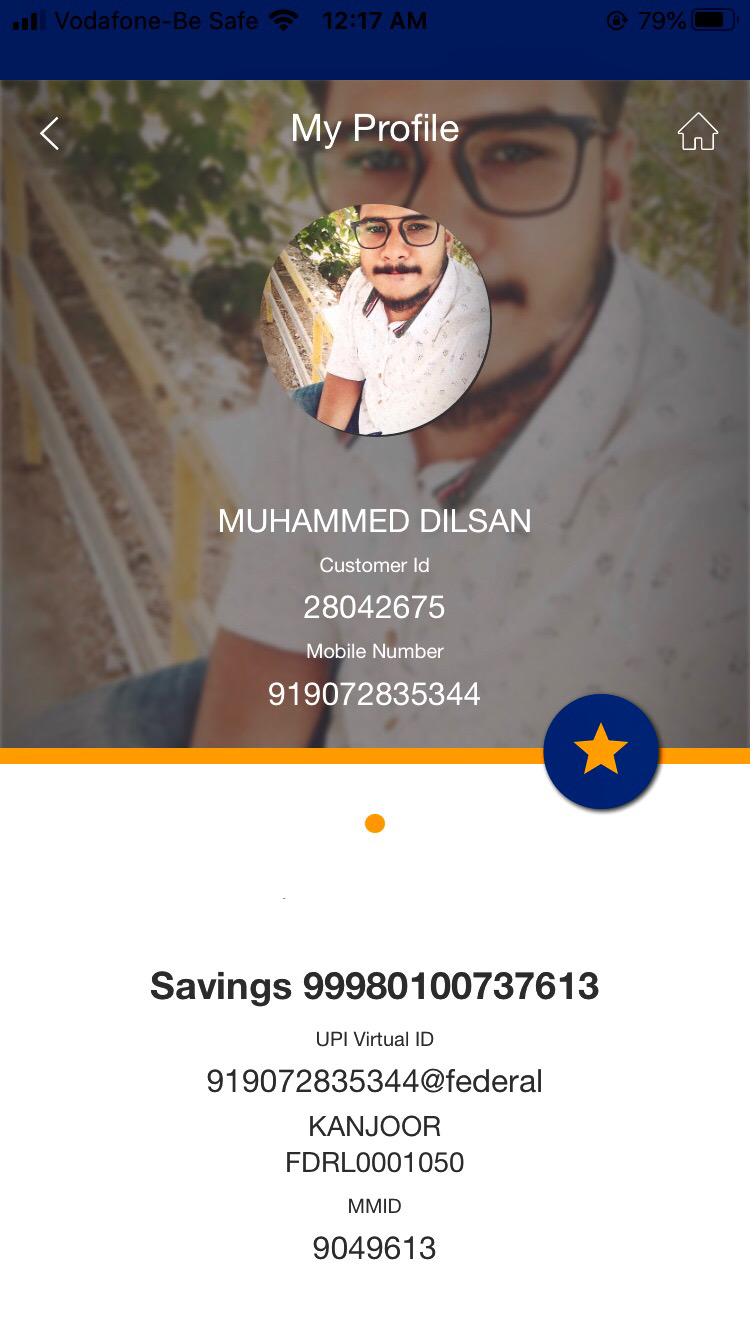 Vodafone-Be Safe 12:17 AM 79%
My Profile
MUHAMMED DILSAN
Customer Id
28042675
Mobile Number
919072835344
Savings 99980100737613
UPI Virtual ID
919072835344@federal
KANJOOR
FDRL0001050
MMID
9049613